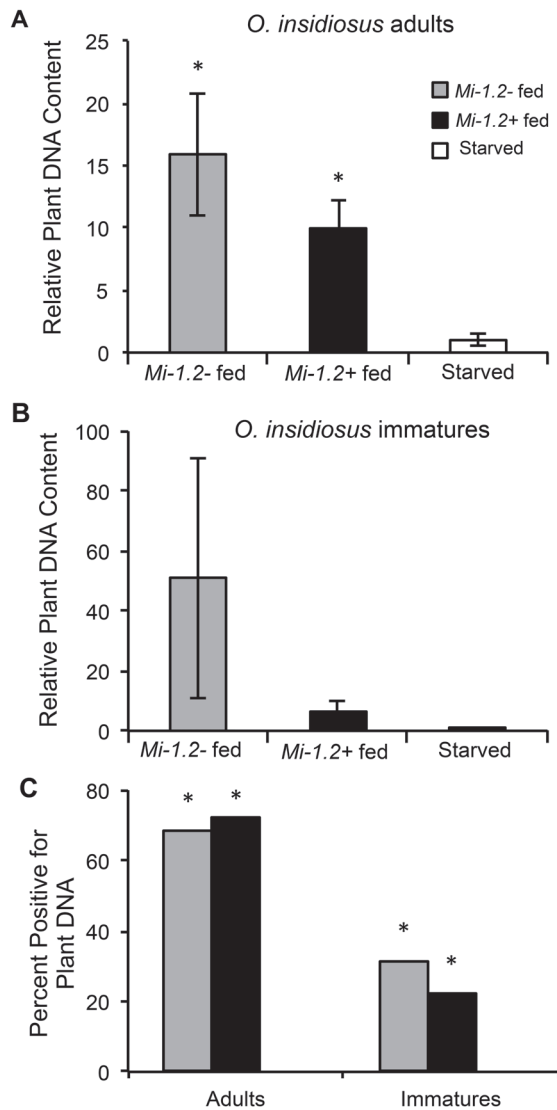 A
O. insidiosus adults
Relative Plant DNA Content
25
20
15
10
5
0
*
*
Mi-1.2- fed
Mi-1.2+ fed
Starved
Mi-1.2- fed
Mi-1.2+ fed
Starved
B
O. insidiosus immatures
Relative Plant DNA Content
100
80
60
40
20
0
Mi-1.2- fed
Mi-1.2+ fed
Starved
C
Percent Positive for
Plant DNA
80
60
40
20
0
* *
*
*
Adults
Immatures